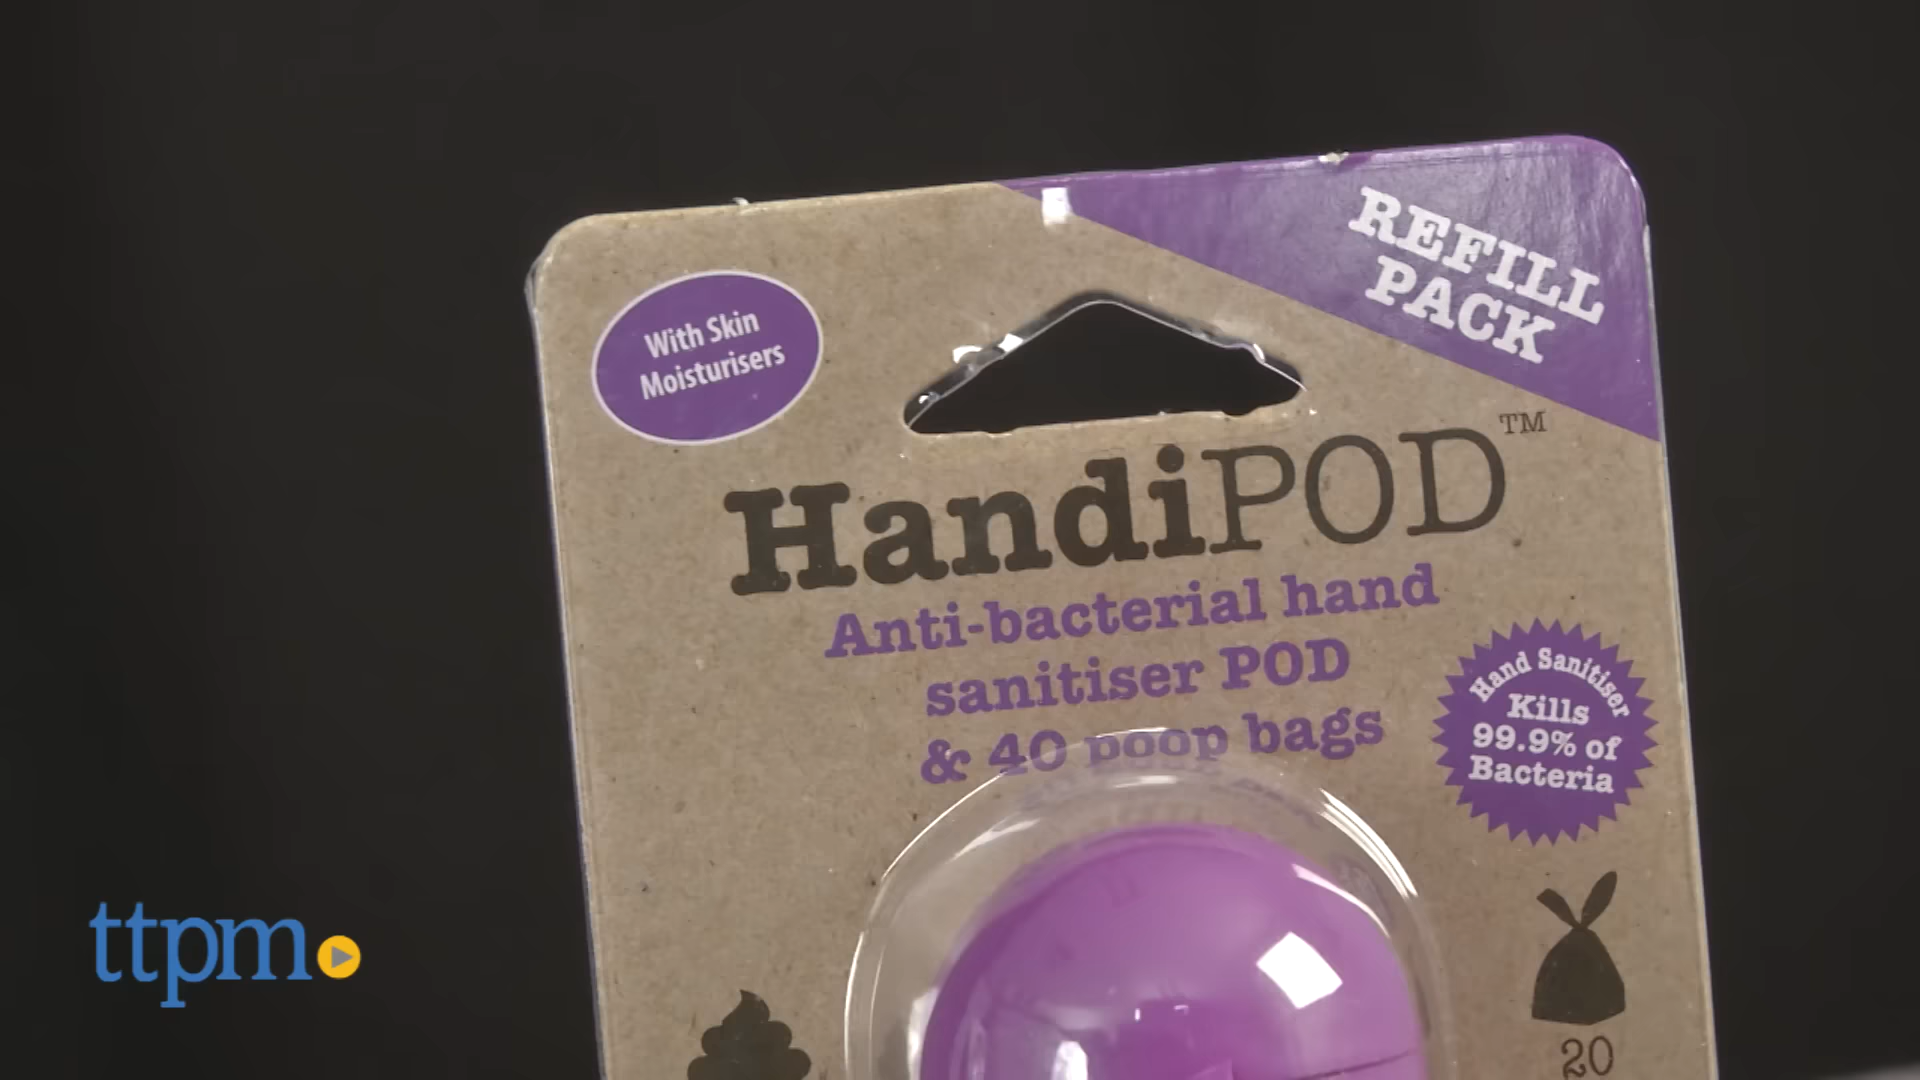 REFILL
PACK
With Skin
Moisturisers
HandiPOD™
Anti-bacterial hand
sanitiser POD
& 40 poop bags
Hand Sanitiser
Kills
99.9% of
Bacteria
20
ttpm